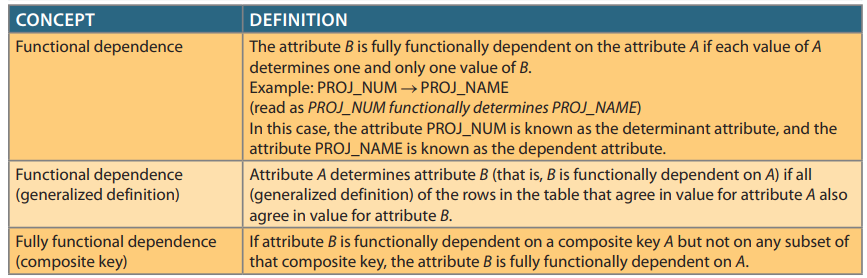 CONCEPT DEFINITION
Functional dependence The attribute B is fully functionally dependent on the attribute A if each value of A
determines one and only one value of B.
Example: PROJ_NUM → PROJ_NAME
(read as PROJ_NUM functionally determines PROJ_NAME)
In this case, the attribute PROJ_NUM is known as the determinant attribute, and the
attribute PROJ_NAME is known as the dependent attribute.
Functional dependence Attribute A determines attribute B (that is, B is functionally dependent on A) if all
(generalized definition) (generalized definition) of the rows in the table that agree in value for attribute A also
agree in value for attribute B.
Fully functional dependence If attribute B is functionally dependent on a composite key A but not on any subset of
(composite key) that composite key, the attribute B is fully functionally dependent on A.